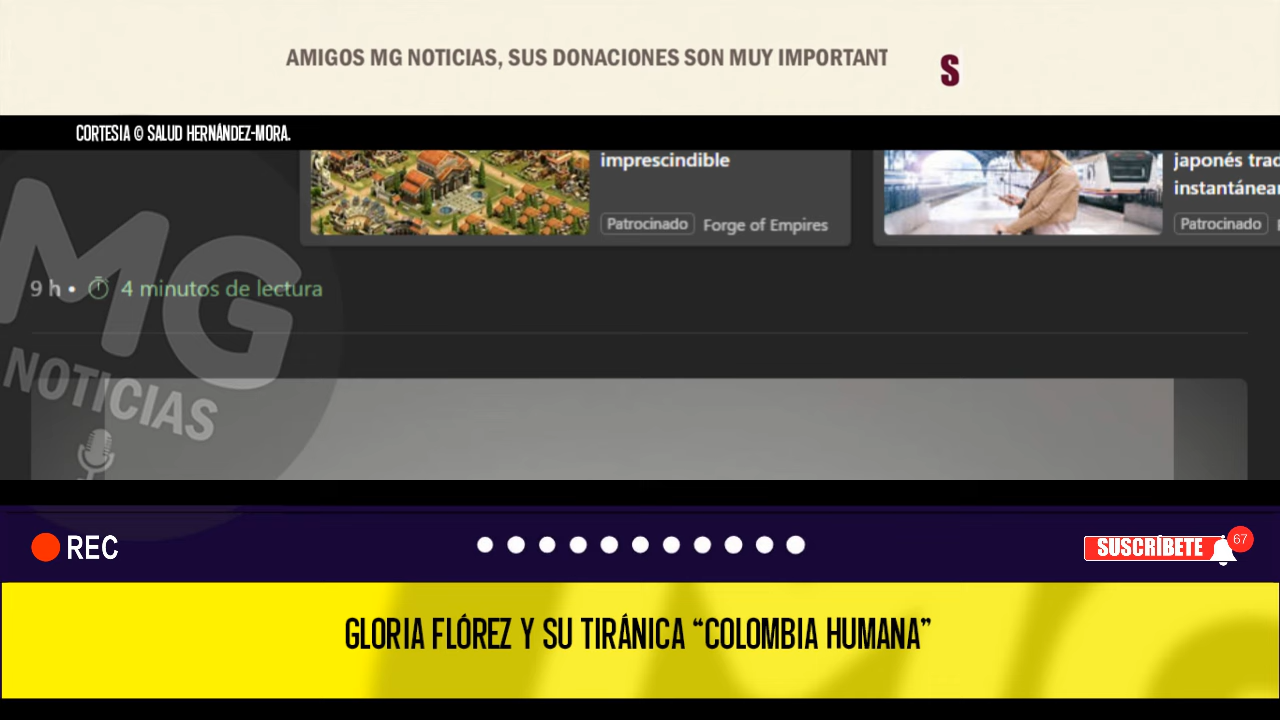 AMIGOS MG NOTICIAS, SUS DONACIONES SON MUY IMPORTANT
S
CORTESIA © SALUD HERNÁNDEZ-MORA.
imprescindible
Patrocinado Forge of Empires
japonés
instantánea
Patrocinado
9 h • 4 minutos de lectura
MG
NOTICIAS
REC
SUSCRÍBETE 67
GLORIA FLÓREZ Y SU TIRÁNICA “COLOMBIA HUMANA”